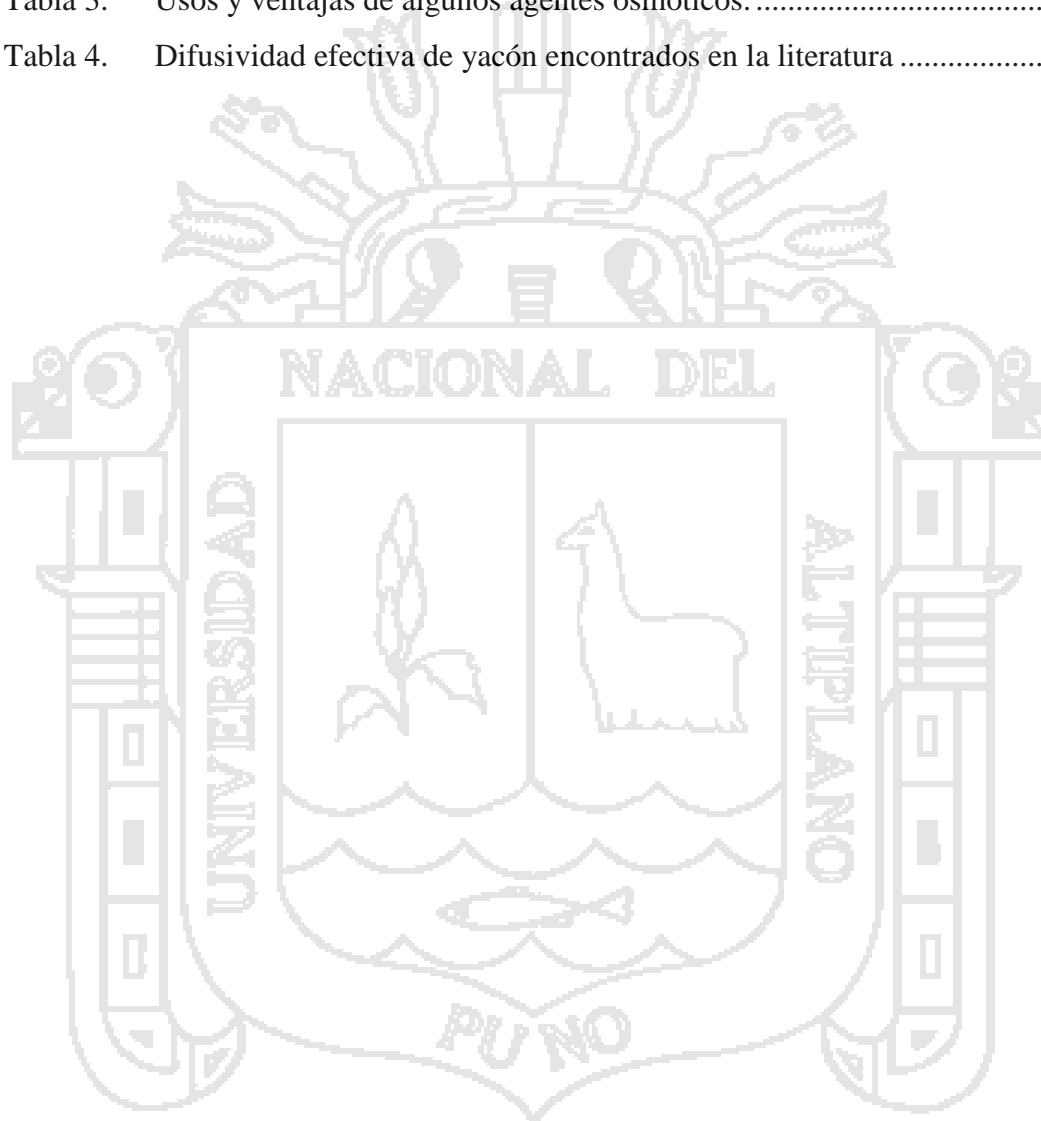 Tabla 3. Usos y ventajas de algunos agentes osmóticos. ....................................
Tabla 4. Difusividad efectiva de yacón encontrados en la literatura ..................
NACIONAL DEL
UNIVERSIDAD
ALTIPLANO
PUNO